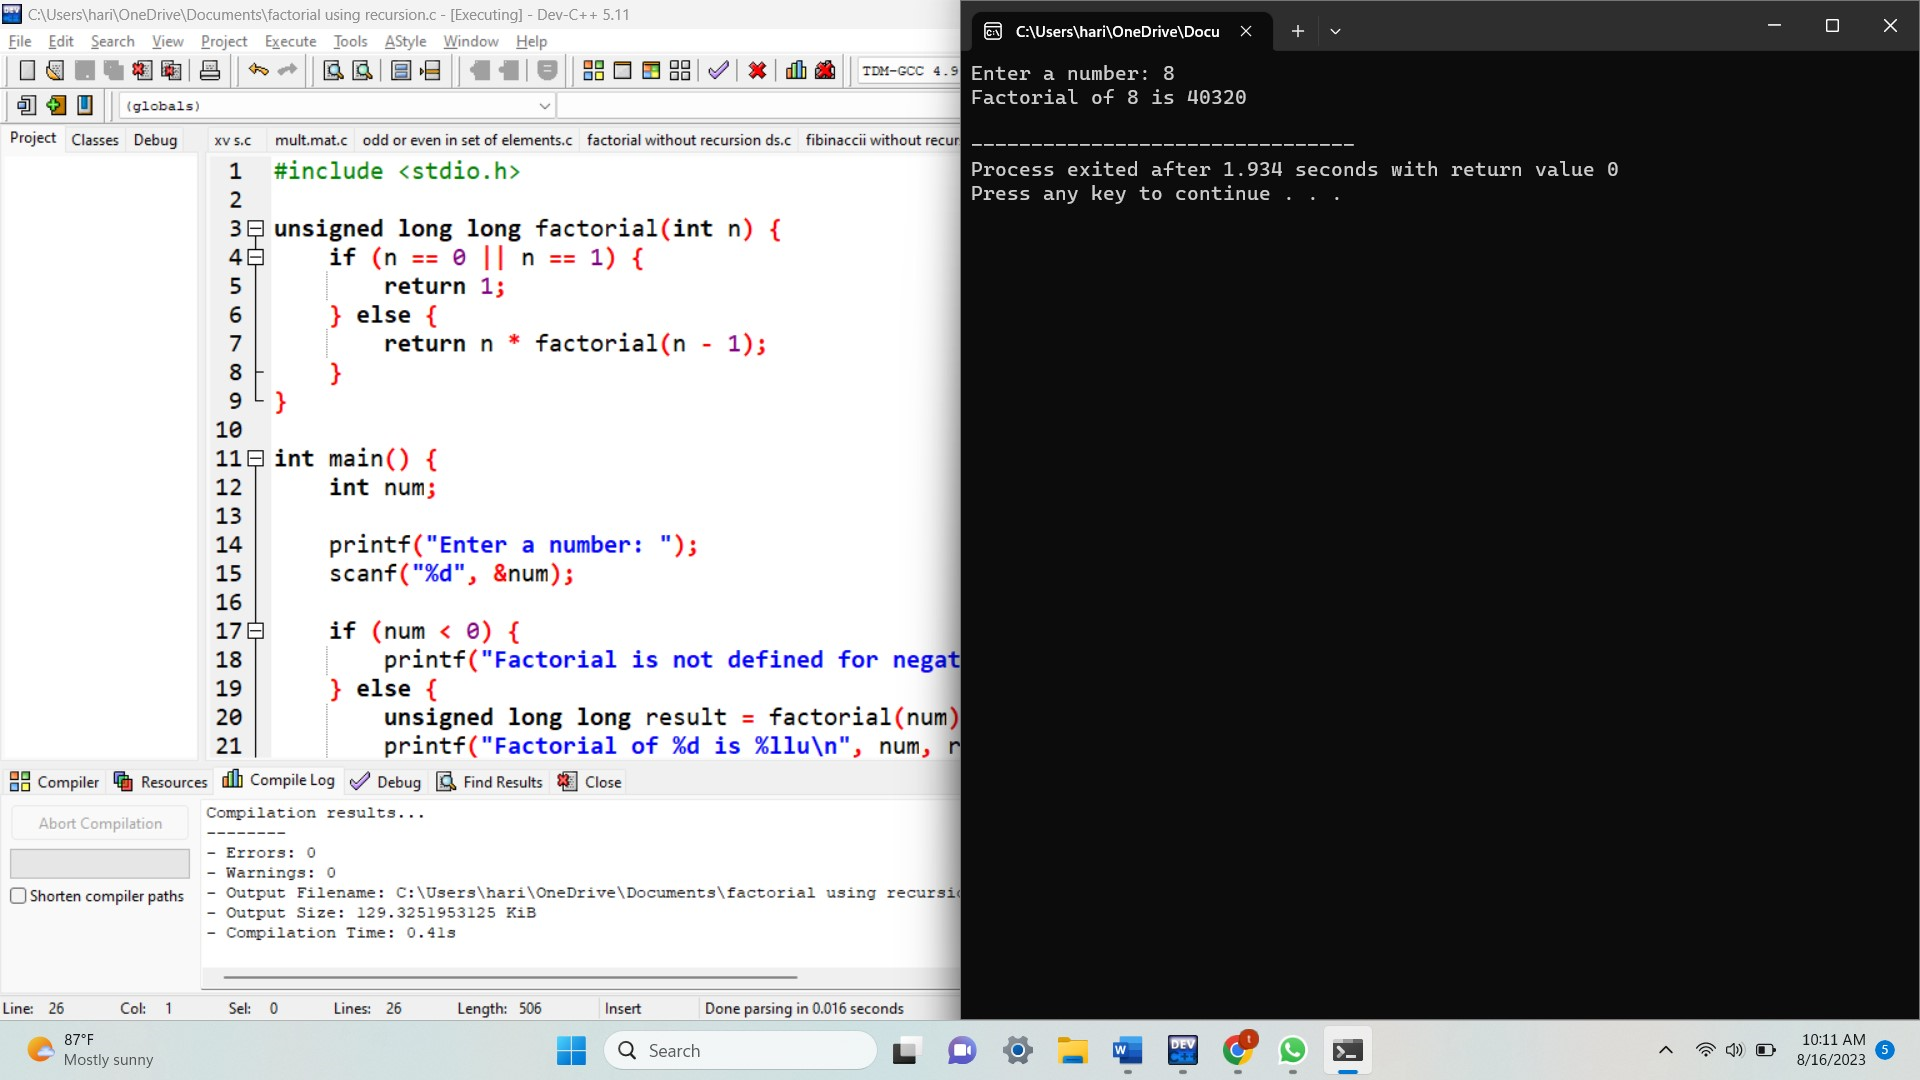 C:\Users\hari\OneDrive\Documents\factorial using recursion.c - [Executing] - Dev-C++ 5.11
File Edit Search View Project Execute Tools AStyle Window Help
TDM-GCC 4.9
(globals)
Project Classes Debug
xv s.c mult.mat.c odd or even in set of elements.c factorial without recursion ds.c fibinaccii without recur
1 #include <stdio.h>
2
3 unsigned long long factorial(int n) {
4 if (n == 0 || n == 1) {
5 return 1;
6 } else {
7 return n * factorial(n - 1);
8 }
9 }
10
11 int main() {
12 int num;
13
14 printf("Enter a number: ");
15 scanf("%d", &num);
16
17 if (num < 0) {
18 printf("Factorial is not defined for negat
19 } else {
20 unsigned long long result = factorial(num)
21 printf("Factorial of %d is %llu\n", num, r
Compiler Resources Compile Log Debug Find Results Close
Abort Compilation
Shorten compiler paths
Compilation results...
--------
- Errors: 0
- Warnings: 0
- Output Filename: C:\Users\hari\OneDrive\Documents\factorial using recursio
- Output Size: 129.3251953125 KiB
- Compilation Time: 0.41s
Line: 26 Col: 1 Sel: 0 Lines: 26 Length: 506 Insert Done parsing in 0.016 seconds
C:\Users\hari\OneDrive\Docu
Enter a number: 8
Factorial of 8 is 40320
--------------------------------
Process exited after 1.934 seconds with return value 0
Press any key to continue . . .
87°F
Mostly sunny
Search
DEV
C++
W
t
10:11 AM
8/16/2023
5